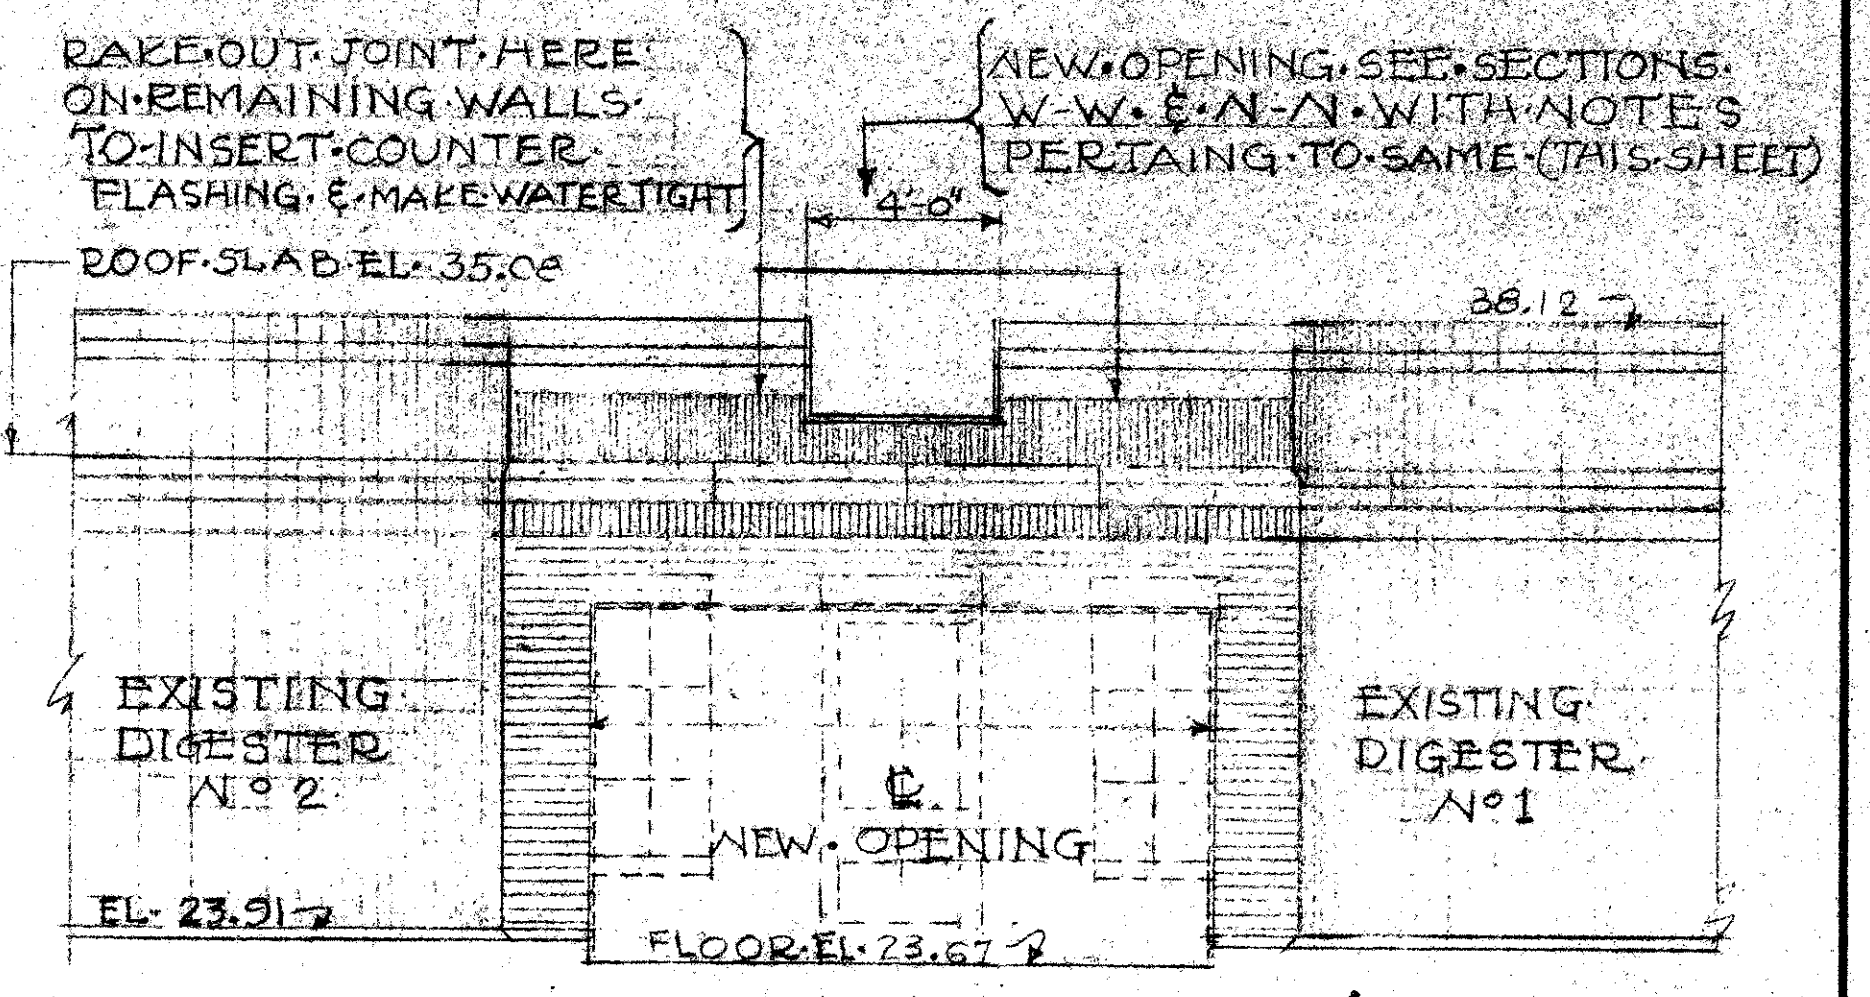 RAKE·OUT·JOINT·HERE·
ON·REMAINING·WALLS·
TO·INSERT·COUNTER·
FLASHING·&·MAKE·WATERTIGHT
NEW·OPENING·SEE·SECTIONS·
W-W·&·N-N·WITH·NOTES
PERTAING·TO·SAME·(THIS·SHEET)
4'-0"
ROOF·SLAB·EL·
38.12
EXISTING
DIGESTER
Nº 2
EXISTING
DIGESTER
Nº 1
℄
NEW·OPENING
EL· 23.91
FLOOR·EL·23.67